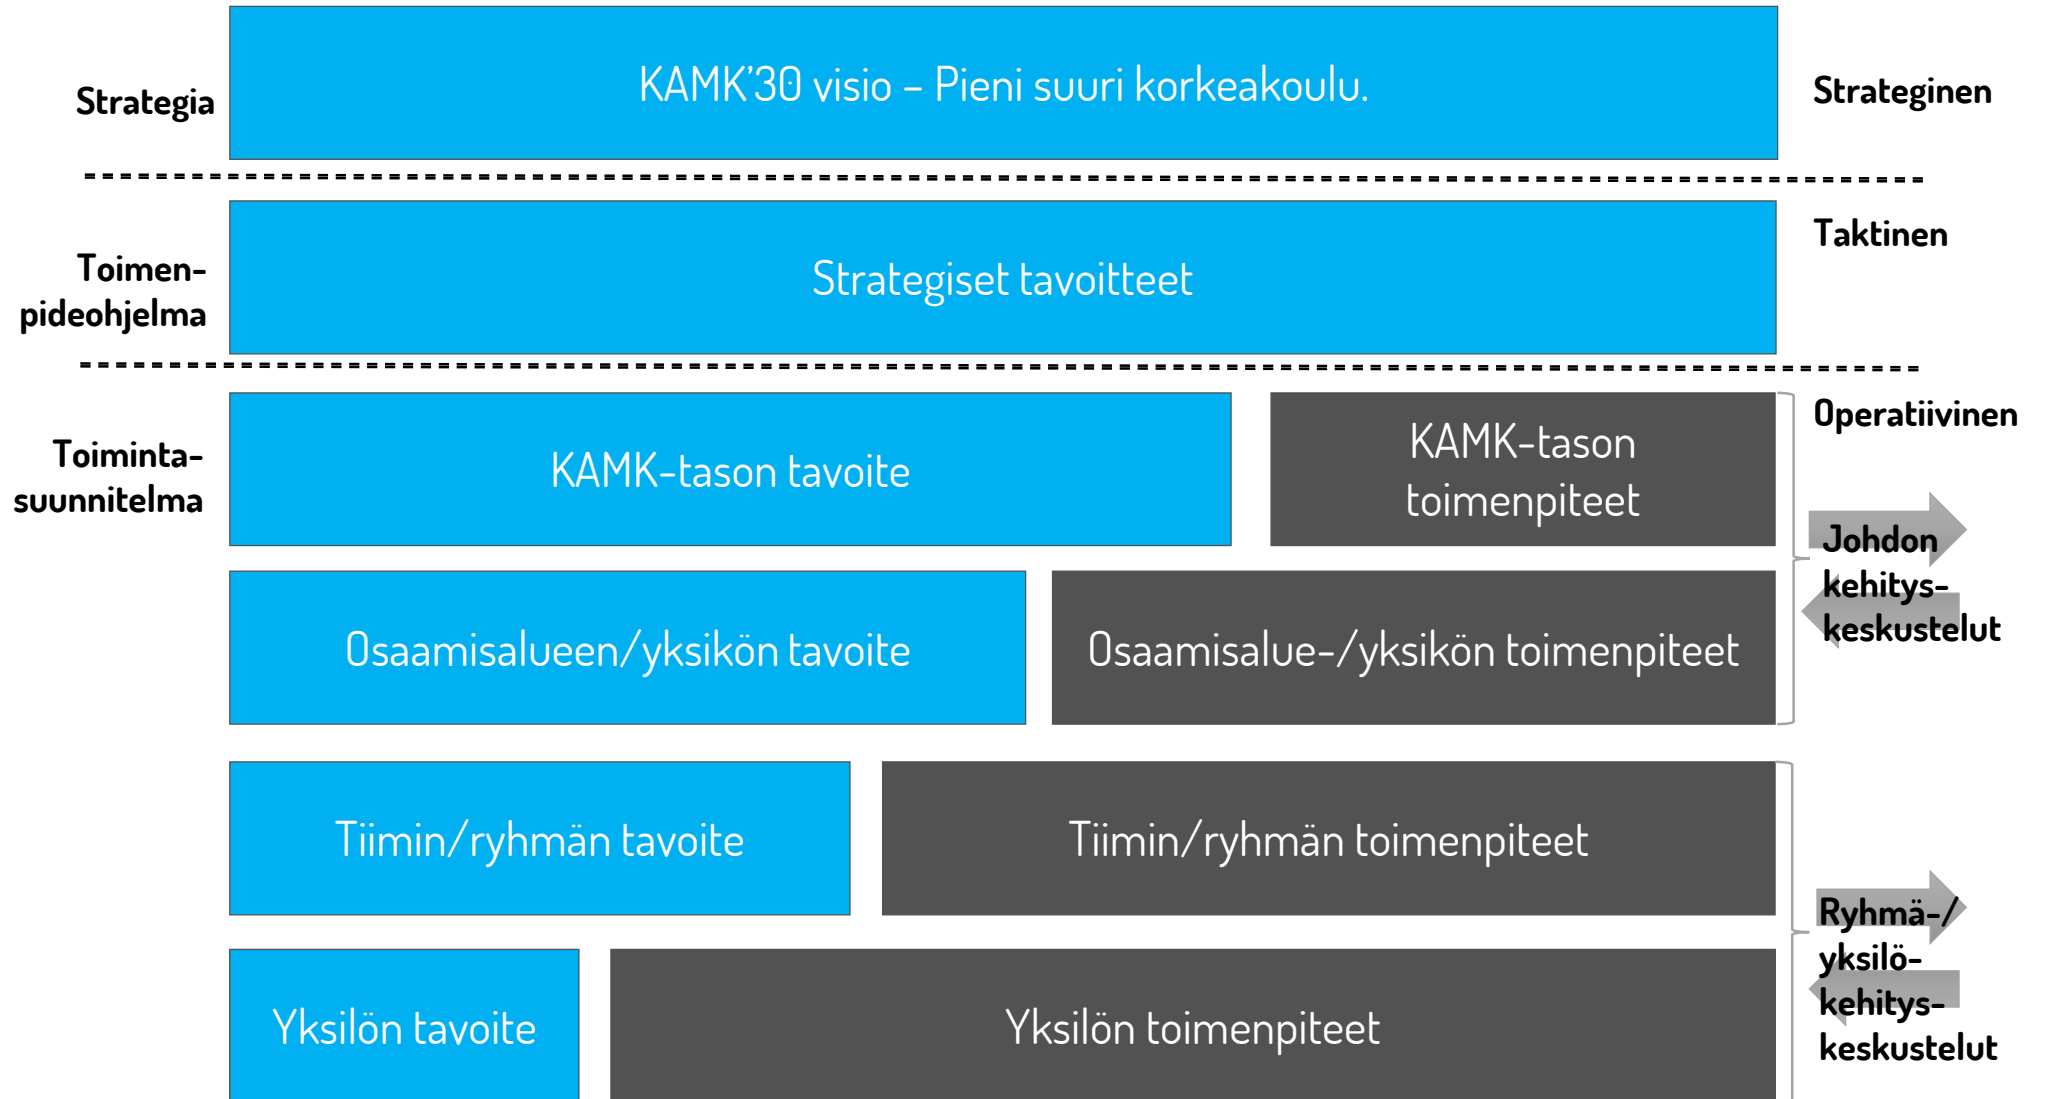 KAMK'30 visio – Pieni suuri korkeakoulu.
Strategia
Strateginen
Toimen-
pideohjelma
Strategiset tavoitteet
Taktinen
Toiminta-
suunnitelma
KAMK-tason tavoite
KAMK-tason
toimenpiteet
Operatiivinen
Osaamisalueen/yksikön tavoite
Osaamisalue-/yksikön toimenpiteet
Johdon
kehitys-
keskustelut
Tiimin/ryhmän tavoite
Tiimin/ryhmän toimenpiteet
Yksilön tavoite
Yksilön toimenpiteet
Ryhmä-/
yksilö-
kehitys-
keskustelut